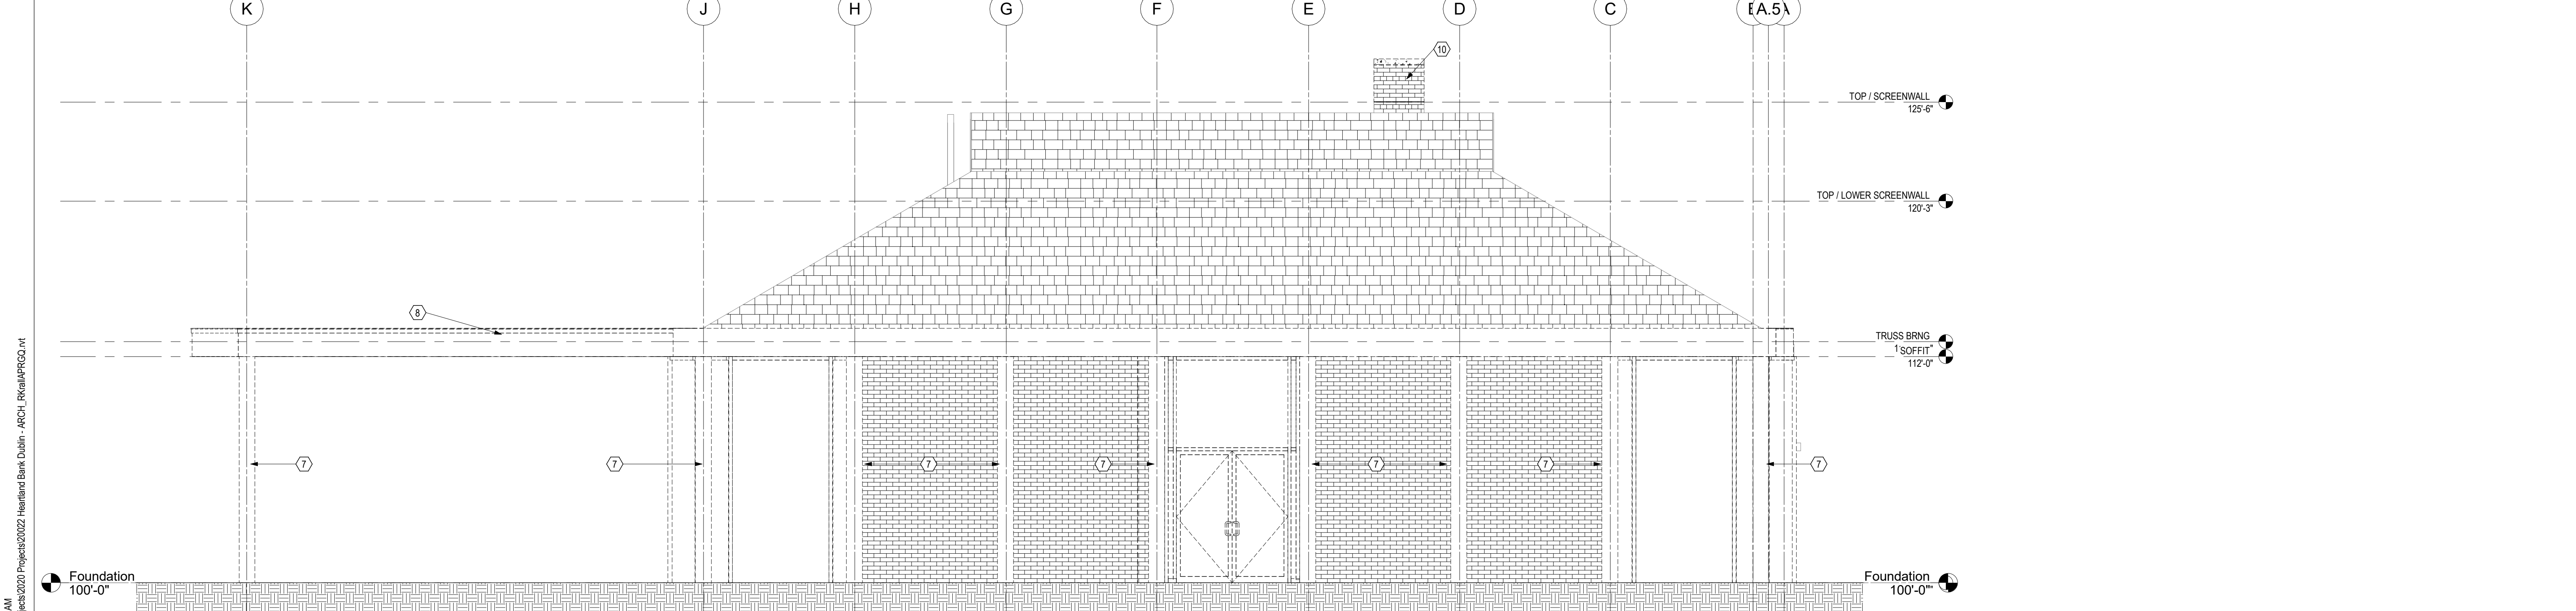 K J H G F E D C A.5
10
TOP / SCREENWALL
125'-6"
TOP / LOWER SCREENWALL
120'-3"
8
TRUSS BRNG
SOFFIT
112'-0"
7 7 7 7 7 7 7
Foundation
100'-0"
Foundation
100'-0"
AM
jects\2020 Projects\20022 Heartland Bank Dublin - ARCH_RKrallAPRGQ.rvt